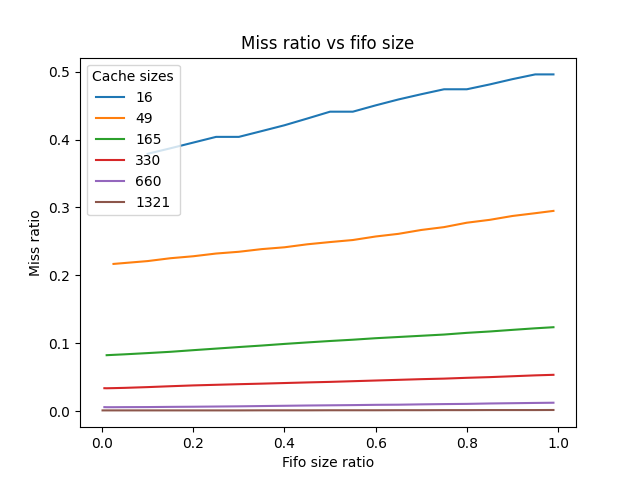 Miss ratio vs fifo size
Cache sizes
16
49
165
330
660
1321
Miss ratio
0.5
0.4
0.3
0.2
0.1
0.0
0.0 0.2 0.4 0.6 0.8 1.0
Fifo size ratio